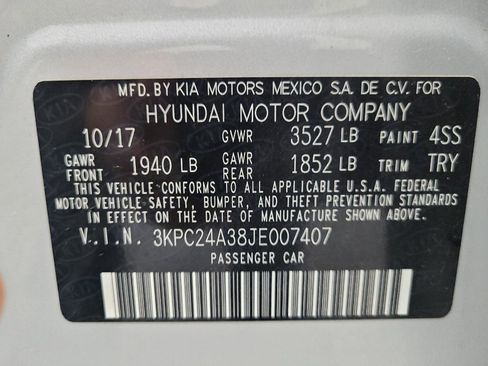 MFD. BY KIA MOTORS MEXICO S.A. DE C.V. FOR
HYUNDAI MOTOR COMPANY
10/17 GVWR 3527 LB PAINT 4SS
GAWR FRONT 1940 LB GAWR REAR 1852 LB TRIM TRY
THIS VEHICLE CONFORMS TO ALL APPLICABLE U.S.A. FEDERAL
MOTOR VEHICLE SAFETY, BUMPER, AND THEFT PREVENTION STANDARDS
IN EFFECT ON THE DATE OF MANUFACTURE SHOWN ABOVE.
V.I.N. 3KPC24A38JE007407
PASSENGER CAR